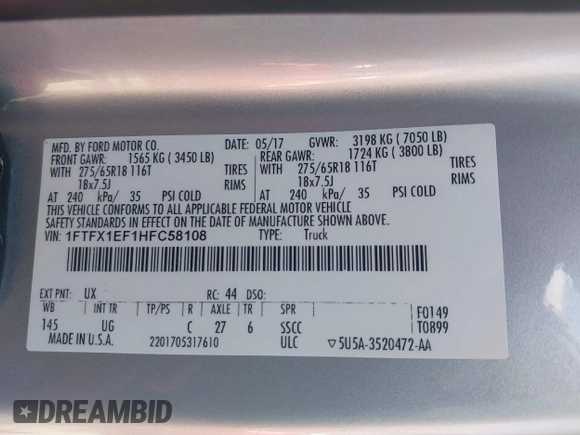 MFD. BY FORD MOTOR CO.
DATE: 05/17 GVWR: 3198 KG ( 7050 LB)
FRONT GAWR: 1565 KG ( 3450 LB) REAR GAWR: 1724 KG ( 3800 LB)
WITH 275/65R18 116T TIRES WITH 275/65R18 116T TIRES
18x7.5J RIMS 18x7.5J RIMS
AT 240 kPa/ 35 PSI COLD AT 240 kPa/ 35 PSI COLD
THIS VEHICLE CONFORMS TO ALL APPLICABLE FEDERAL MOTOR VEHICLE
SAFETY STANDARDS IN EFFECT ON THE DATE OF MANUFACTURE SHOWN ABOVE.
VIN: 1FTFX1EF1HFC58108 TYPE: Truck
EXT PNT: UX RC: 44 DSO:
WB INT TR TP/PS R AXLE TR SPR F0149
145 UG C 27 6 SSCC T0899
MADE IN U.S.A. 2201705317610 ULC ▽5U5A-3520472-AA
DREAMBID